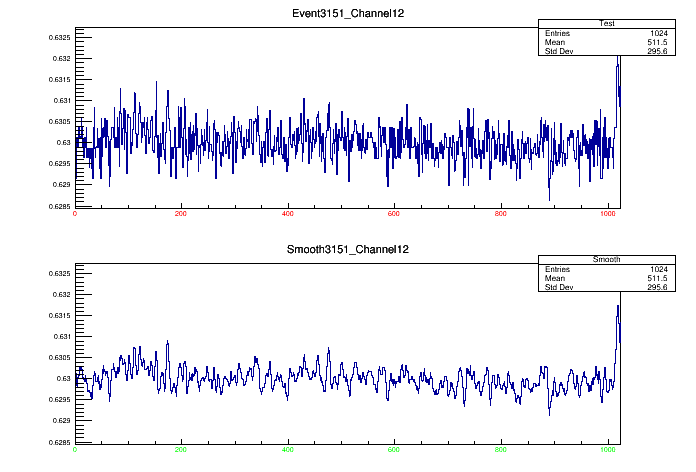 Event3151_Channel12
Test
Entries 1024
Mean 511.5
Std Dev 295.6
0.6325
0.632
0.6315
0.631
0.6305
0.63
0.6295
0.629
0.6285
0 200 400 600 800 1000
Smooth3151_Channel12
Smooth
Entries 1024
Mean 511.5
Std Dev 295.6
0.6325
0.632
0.6315
0.631
0.6305
0.63
0.6295
0.629
0.6285
0 200 400 600 800 1000